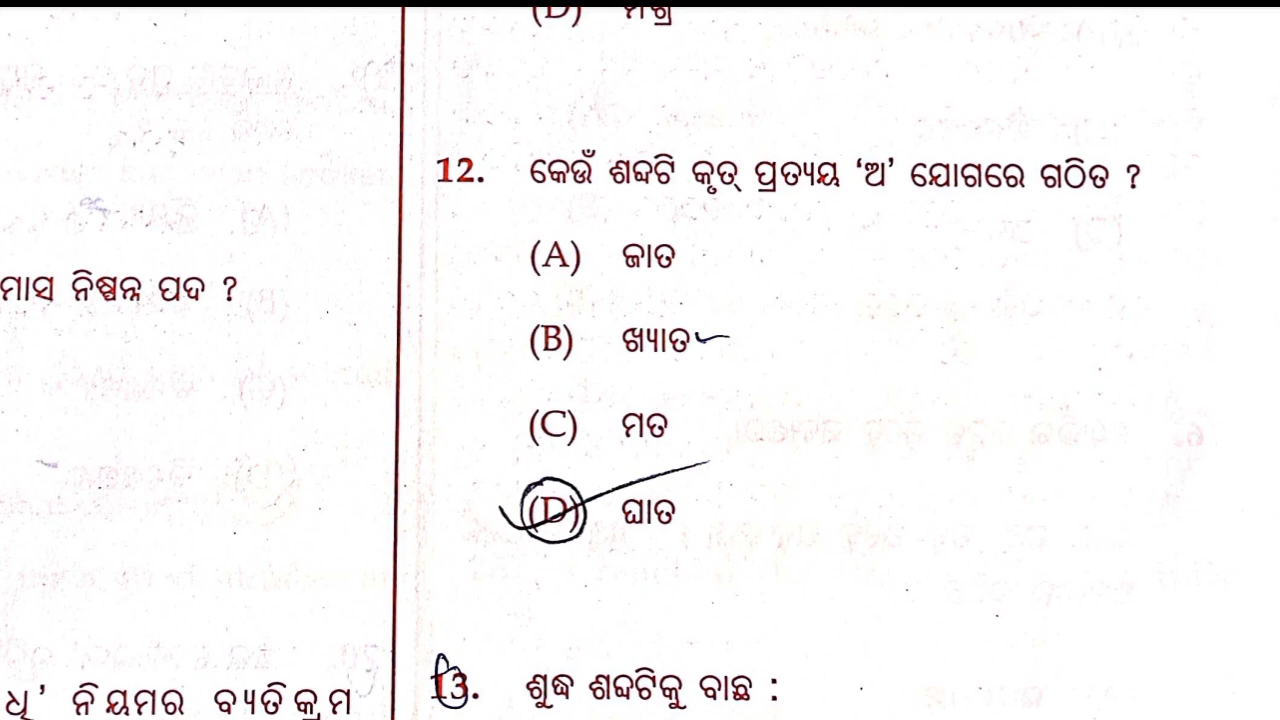 ମାସ ନିଷ୍ପନ୍ନ ପଦ ?
ଧି' ନିୟମର ବ୍ୟତିକ୍ରମ
(D)
12. କେଉଁ ଶବ୍ଦଟି କୃତ୍ ପ୍ରତ୍ୟୟ ‘ଅ’ ଯୋଗରେ ଗଠିତ ?
(A) ଜାତ
(B) ଖ୍ୟାତ
(C) ମତ
(D) ଘାତ
13. ଶୁଦ୍ଧ ଶବ୍ଦଟିକୁ ବାଛ :